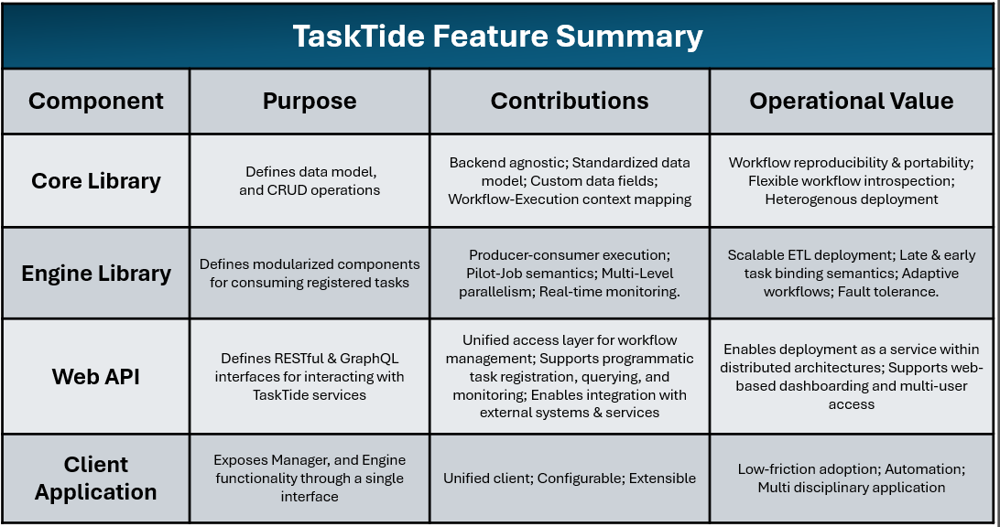 TaskTide Feature Summary
Component
Purpose
Contributions
Operational Value
Core Library
Defines data model,
and CRUD operations
Backend agnostic; Standardized data
model; Custom data fields;
Workflow-Execution context mapping
Workflow reproducibility & portability;
Flexible workflow introspection;
Heterogenous deployment
Engine Library
Defines modularized components
for consuming registered tasks
Producer-consumer execution;
Pilot-Job semantics; Multi-Level
parallelism; Real-time monitoring.
Scalable ETL deployment; Late & early
task binding semantics; Adaptive
workflows; Fault tolerance.
Web API
Defines RESTful & GraphQL
interfaces for interacting with
TaskTide services
Unified access layer for workflow
management; Supports programmatic
task registration, querying, and
monitoring; Enables integration with
external systems & services
Enables deployment as a service within
distributed architectures; Supports web-
based dashboarding and multi-user
access
Client
Application
Exposes Manager, and Engine
functionality through a single
interface
Unified client; Configurable; Extensible
Low-friction adoption; Automation;
Multi disciplinary application